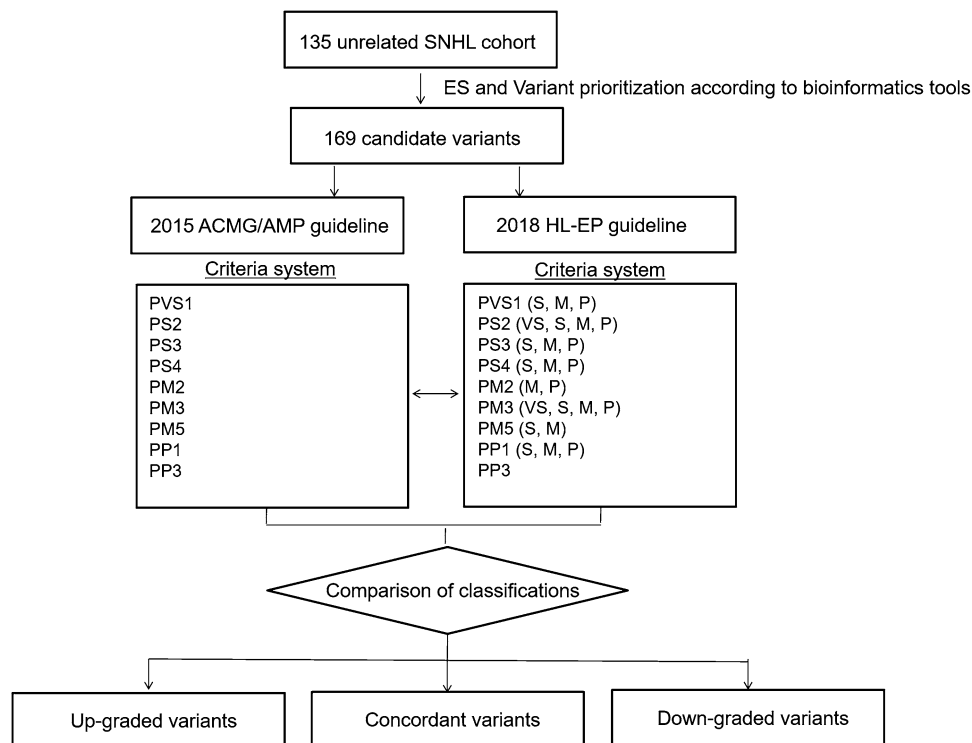 135 unrelated SNHL cohort
ES and Variant prioritization according to bioinformatics tools
169 candidate variants
2015 ACMG/AMP guideline
2018 HL-EP guideline
Criteria system
Criteria system
PVS1
PS2
PS3
PS4
PM2
PM3
PM5
PP1
PP3
PVS1 (S, M, P)
PS2 (VS, S, M, P)
PS3 (S, M, P)
PS4 (S, M, P)
PM2 (M, P)
PM3 (VS, S, M, P)
PM5 (S, M)
PP1 (S, M, P)
PP3
Comparison of classifications
Up-graded variants
Concordant variants
Down-graded variants